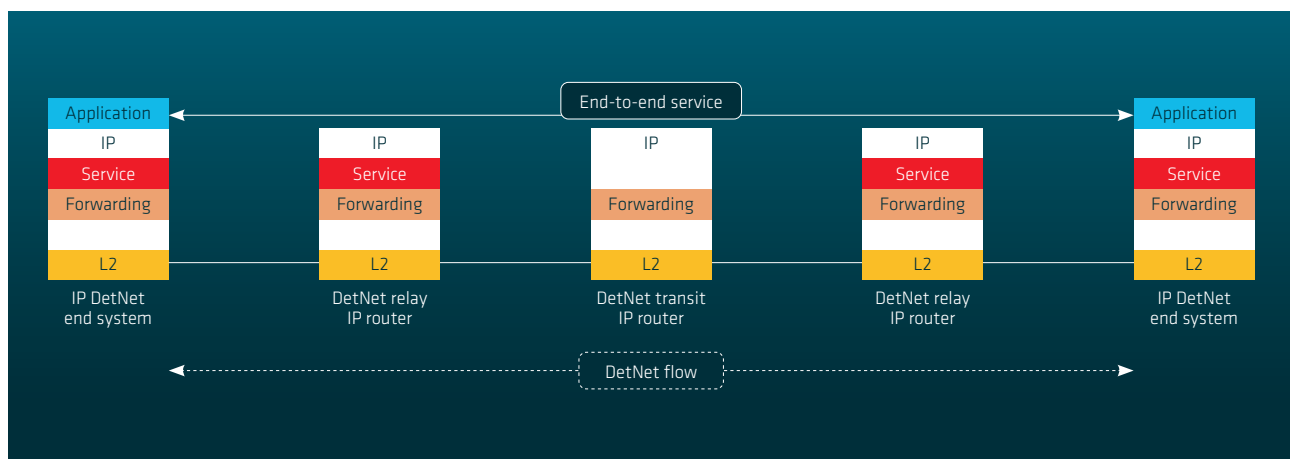 End-to-end service
Application
IP
Service
Forwarding
L2
IP DetNet
end system
IP
Service
Forwarding
L2
DetNet relay
IP router
IP
Forwarding
L2
DetNet transit
IP router
IP
Service
Forwarding
L2
DetNet relay
IP router
Application
IP
Service
Forwarding
L2
IP DetNet
end system
DetNet flow